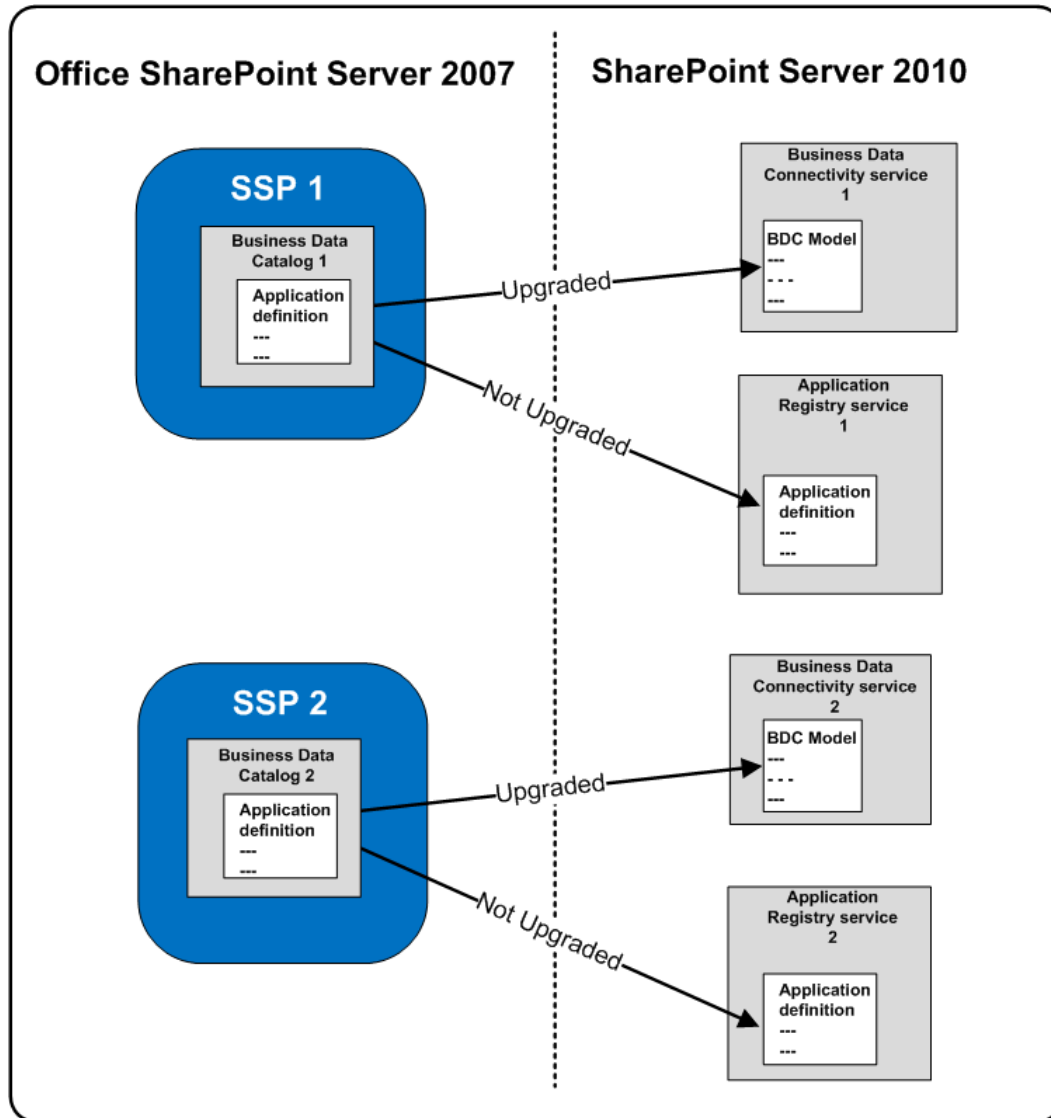 Office SharePoint Server 2007
SharePoint Server 2010
SSP 1
Business Data
Catalog 1
Application
definition
---
---
Upgraded
Not Upgraded
Business Data
Connectivity service
1
BDC Model
---
- - -
---
Application
Registry service
1
Application
definition
---
---
SSP 2
Business Data
Catalog 2
Application
definition
---
---
Upgraded
Not Upgraded
Business Data
Connectivity service
2
BDC Model
---
- - -
---
Application
Registry service
2
Application
definition
---
---